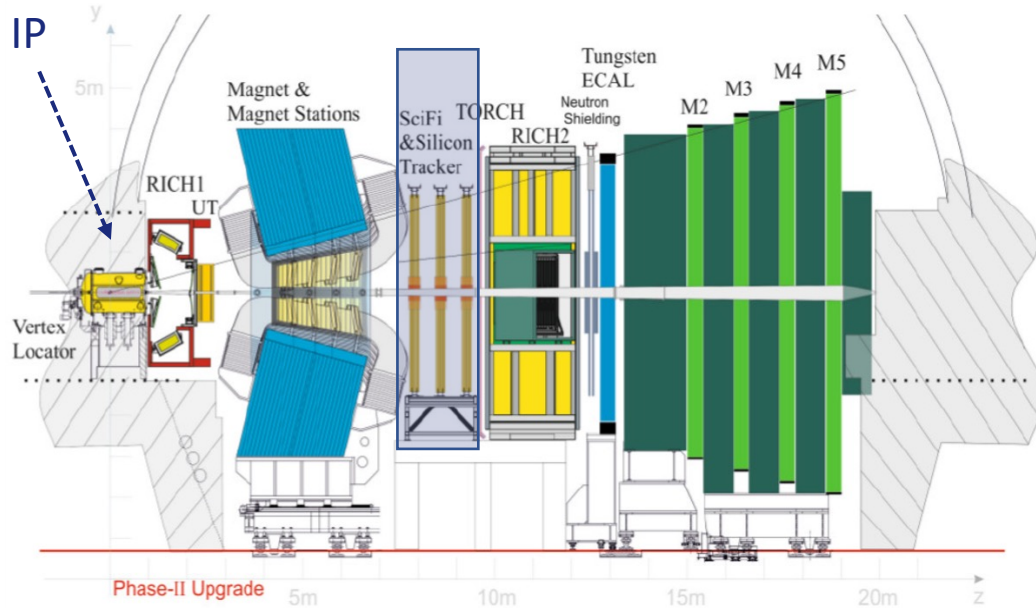 IP
y
5m
Magnet &
Magnet Stations
SciFi
&Silicon
Tracker
TORCH
RICH2
Tungsten
ECAL
Neutron
Shielding
M2
M3
M4
M5
RICH1
UT
Vertex
Locator
Phase-II Upgrade
5m
10m
15m
20m
z